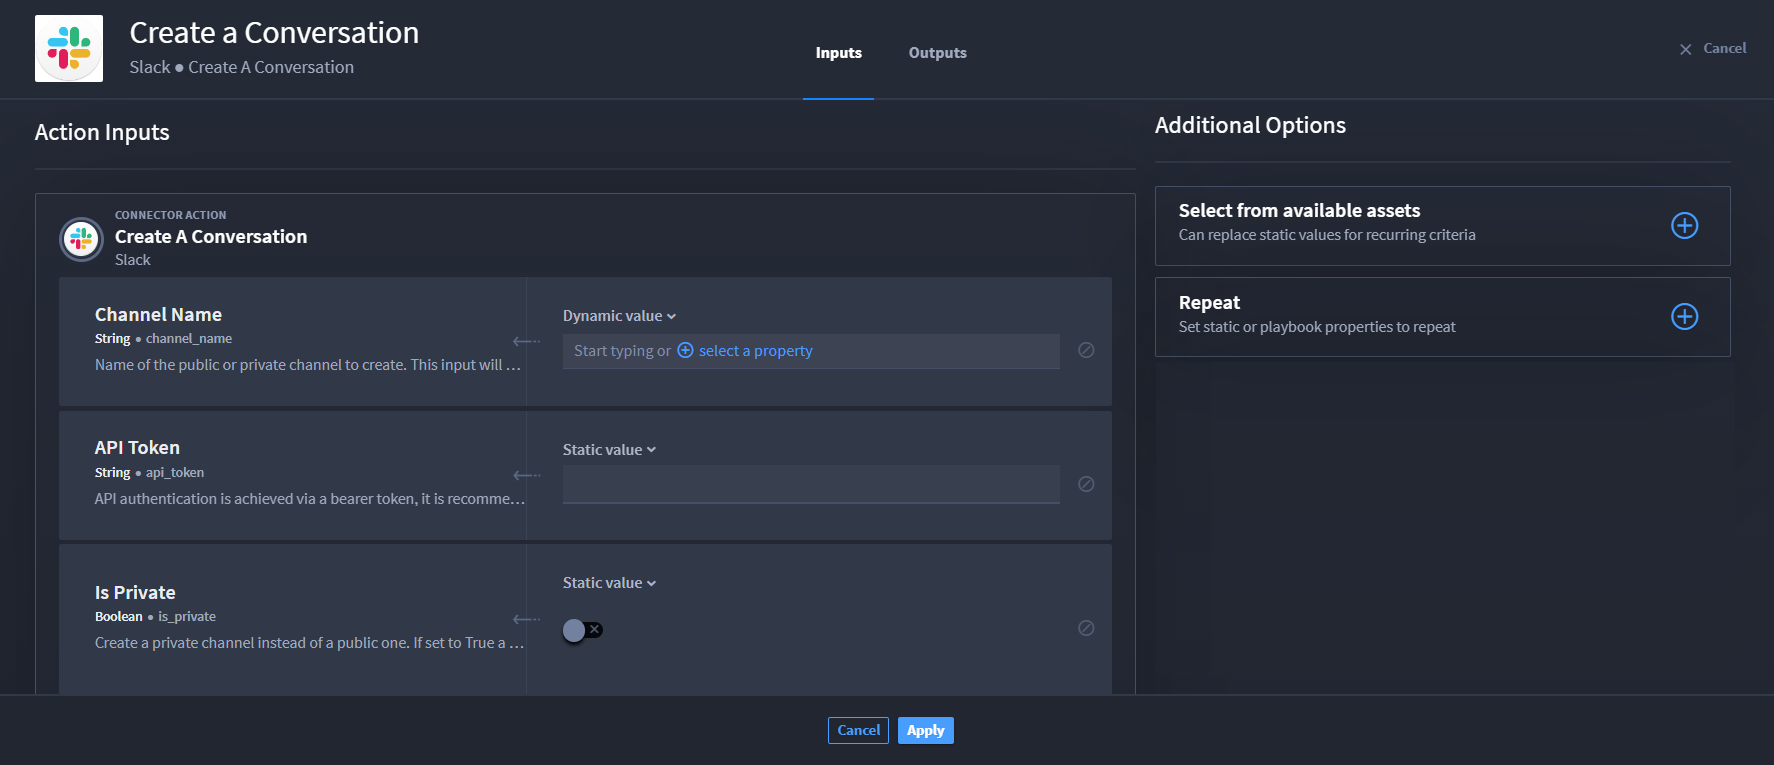 Create a Conversation
Slack ● Create A Conversation
Inputs
Outputs
Cancel
Action Inputs
CONNECTOR ACTION
Create A Conversation
Slack
Channel Name
String ● channel_name
Name of the public or private channel to create. This input will …
Dynamic value
Start typing or select a property
API Token
String ● api_token
API authentication is achieved via a bearer token, it is recomme…
Static value
Is Private
Boolean ● is_private
Create a private channel instead of a public one. If set to True a …
Static value
Additional Options
Select from available assets
Can replace static values for recurring criteria
Repeat
Set static or playbook properties to repeat
Cancel
Apply